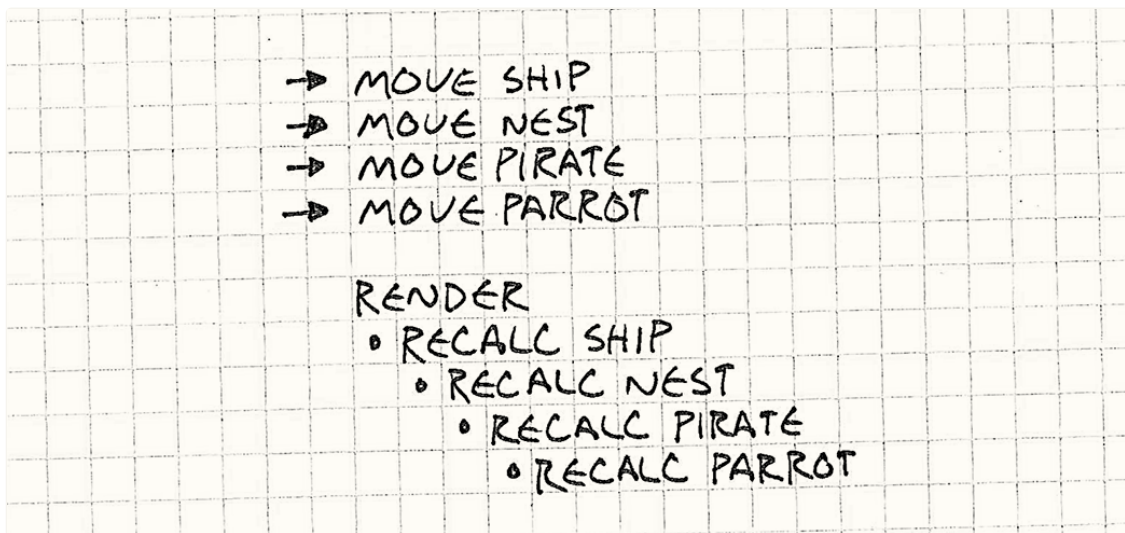 → MOVE SHIP
→ MOVE NEST
→ MOVE PIRATE
→ MOVE PARROT
RENDER
• RECALC SHIP
• RECALC NEST
• RECALC PIRATE
• RECALC PARROT